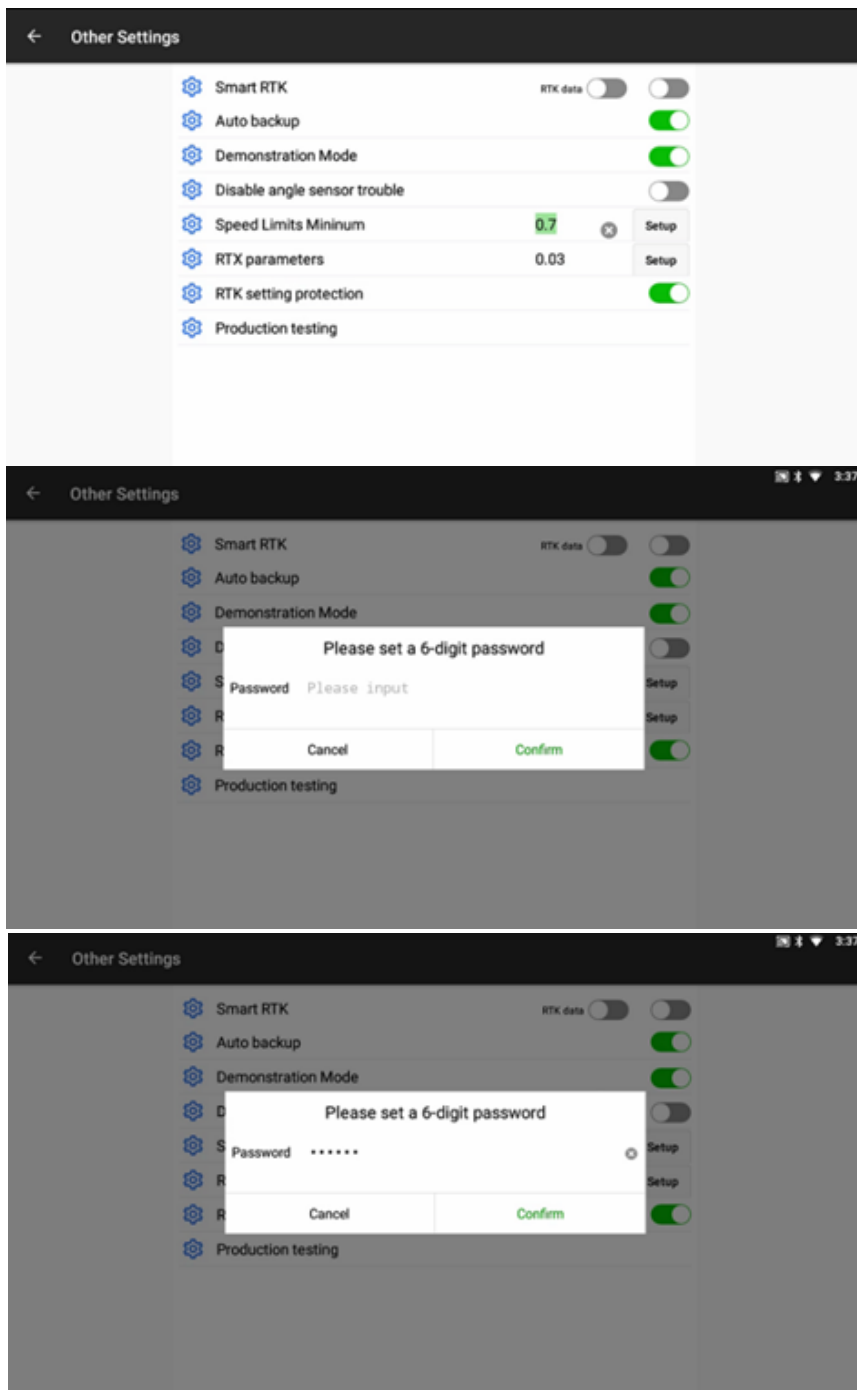 Other Settings
Smart RTK RTK data
Auto backup
Demonstration Mode
Disable angle sensor trouble
Speed Limits Mininum 0.7 Setup
RTX parameters 0.03 Setup
RTK setting protection
Production testing
3:37
Other Settings
Smart RTK RTK data
Auto backup
Demonstration Mode
D Please set a 6-digit password
S Password Please input Setup
R Setup
R Cancel Confirm
Production testing
3:37
Other Settings
Smart RTK RTK data
Auto backup
Demonstration Mode
D Please set a 6-digit password
S Password •••••• Setup
R Setup
R Cancel Confirm
Production testing